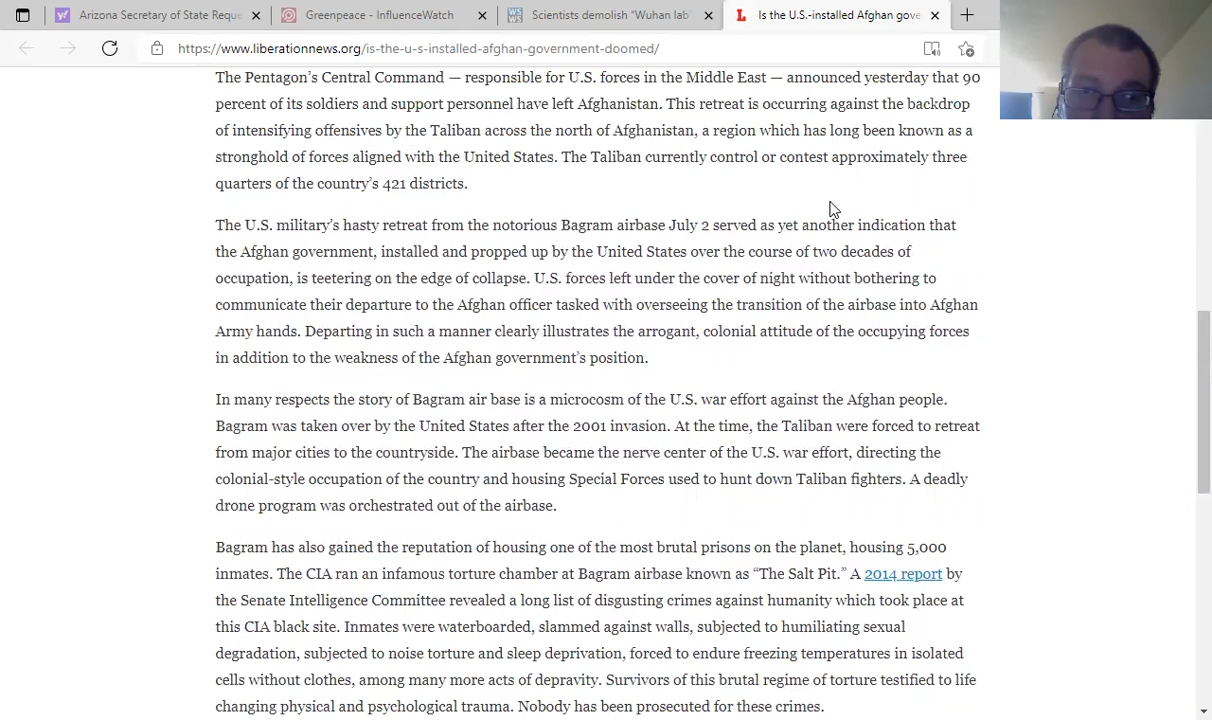 Arizona Secretary of State Reque
Greenpeace - InfluenceWatch
Scientists demolish “Wuhan lab”
Is the U.S.-installed Afghan gove
https://www.liberationnews.org/is-the-u-s-installed-afghan-government-doomed/
The Pentagon’s Central Command — responsible for U.S. forces in the Middle East — announced yesterday that 90
percent of its soldiers and support personnel have left Afghanistan. This retreat is occurring against the backdrop
of intensifying offensives by the Taliban across the north of Afghanistan, a region which has long been known as a
stronghold of forces aligned with the United States. The Taliban currently control or contest approximately three
quarters of the country’s 421 districts.
The U.S. military’s hasty retreat from the notorious Bagram airbase July 2 served as yet another indication that
the Afghan government, installed and propped up by the United States over the course of two decades of
occupation, is teetering on the edge of collapse. U.S. forces left under the cover of night without bothering to
communicate their departure to the Afghan officer tasked with overseeing the transition of the airbase into Afghan
Army hands. Departing in such a manner clearly illustrates the arrogant, colonial attitude of the occupying forces
in addition to the weakness of the Afghan government’s position.
In many respects the story of Bagram air base is a microcosm of the U.S. war effort against the Afghan people.
Bagram was taken over by the United States after the 2001 invasion. At the time, the Taliban were forced to retreat
from major cities to the countryside. The airbase became the nerve center of the U.S. war effort, directing the
colonial-style occupation of the country and housing Special Forces used to hunt down Taliban fighters. A deadly
drone program was orchestrated out of the airbase.
Bagram has also gained the reputation of housing one of the most brutal prisons on the planet, housing 5,000
inmates. The CIA ran an infamous torture chamber at Bagram airbase known as “The Salt Pit.” A 2014 report by
the Senate Intelligence Committee revealed a long list of disgusting crimes against humanity which took place at
this CIA black site. Inmates were waterboarded, slammed against walls, subjected to humiliating sexual
degradation, subjected to noise torture and sleep deprivation, forced to endure freezing temperatures in isolated
cells without clothes, among many more acts of depravity. Survivors of this brutal regime of torture testified to life
changing physical and psychological trauma. Nobody has been prosecuted for these crimes.